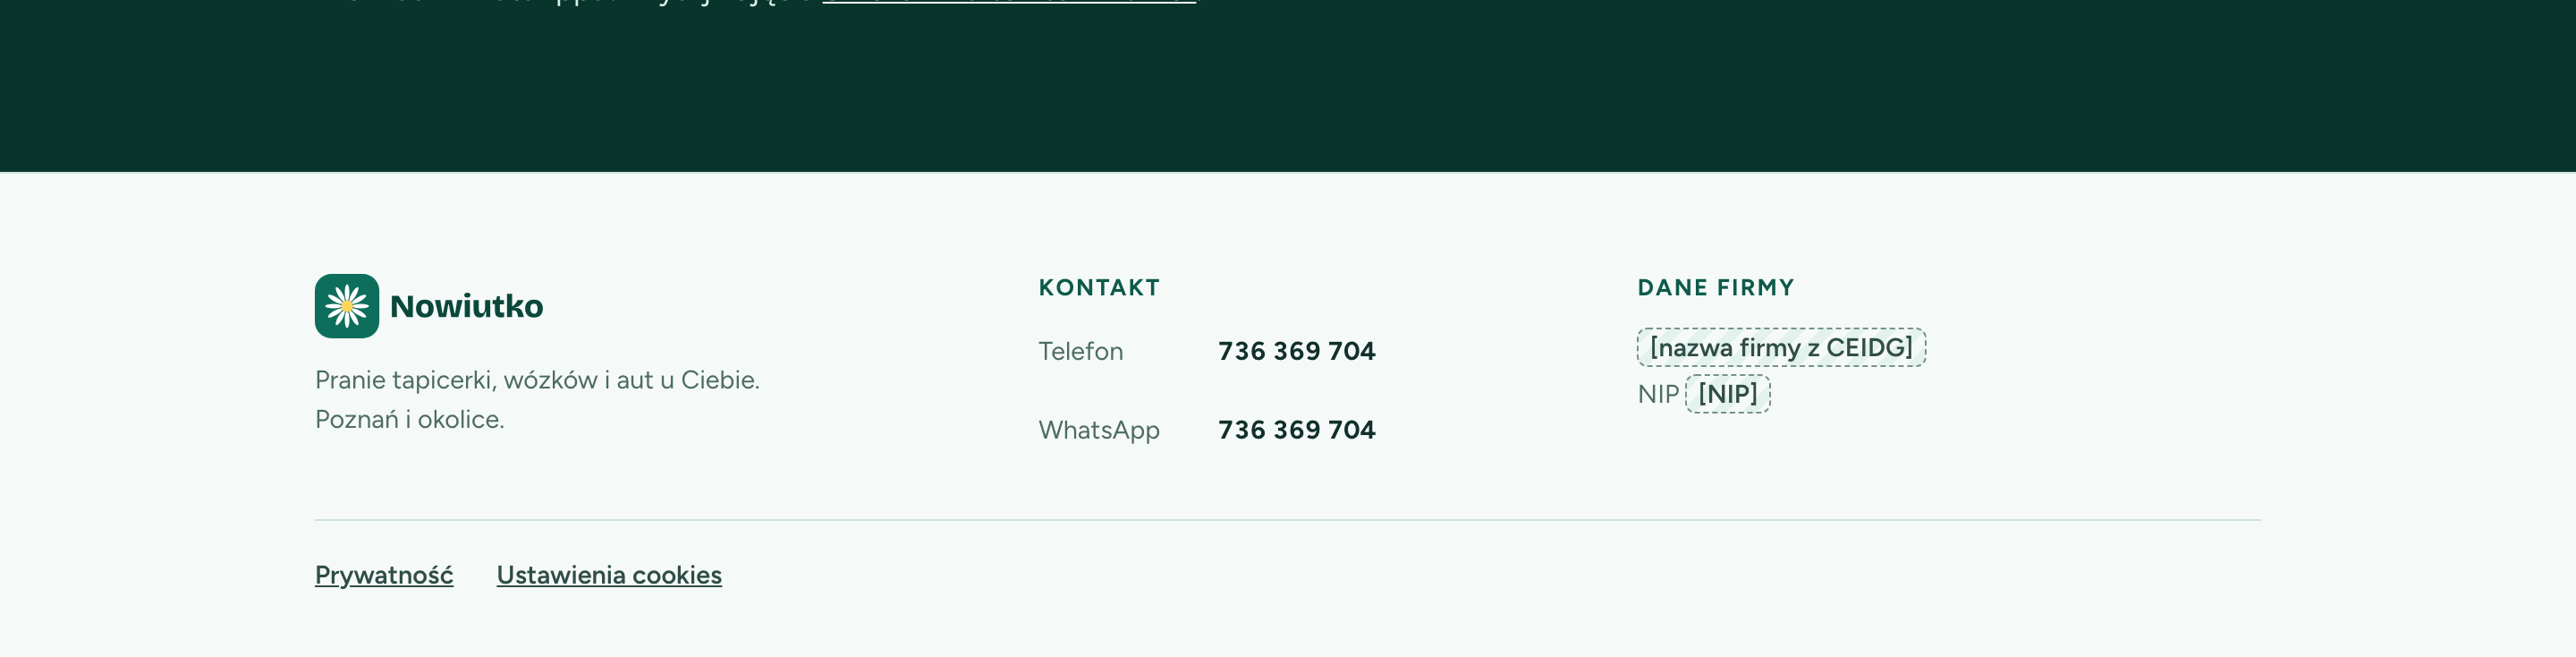 Nowiutko
Pranie tapicerki, wózków i aut u Ciebie.
Poznań i okolice.
KONTAKT
Telefon 736 369 704
WhatsApp 736 369 704
DANE FIRMY
[nazwa firmy z CEIDG]
NIP [NIP]
Prywatność Ustawienia cookies